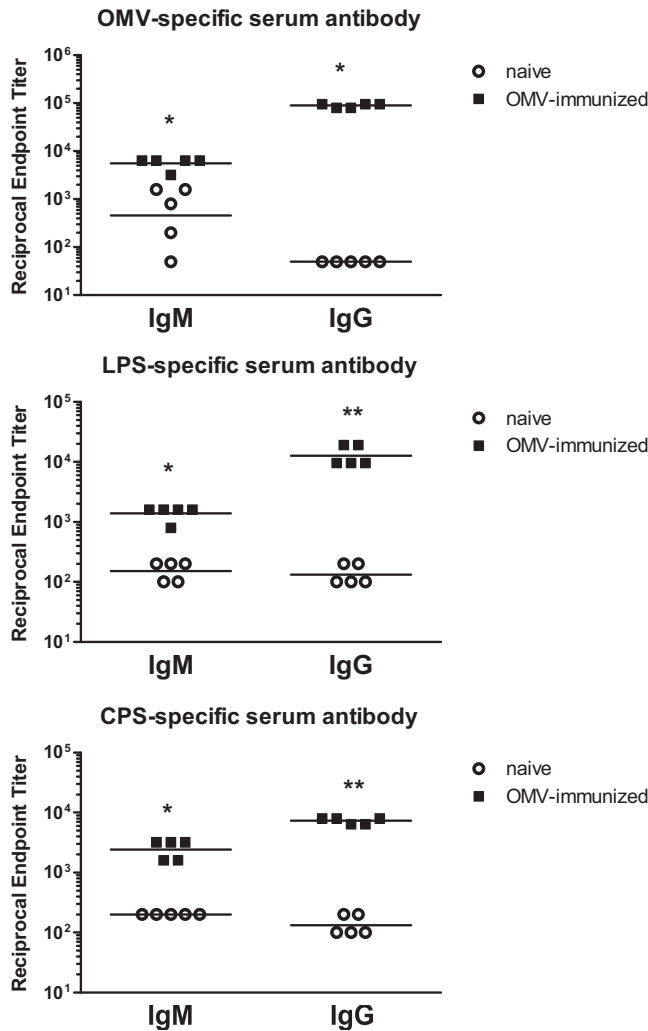 OMV-specific serum antibody
Reciprocal Endpoint Titer
10⁶
10⁵
10⁴
10³
10²
10¹
*
*
IgM
IgG
naive
OMV-immunized
LPS-specific serum antibody
Reciprocal Endpoint Titer
10⁵
10⁴
10³
10²
10¹
*
**
IgM
IgG
naive
OMV-immunized
CPS-specific serum antibody
Reciprocal Endpoint Titer
10⁵
10⁴
10³
10²
10¹
*
**
IgM
IgG
naive
OMV-immunized